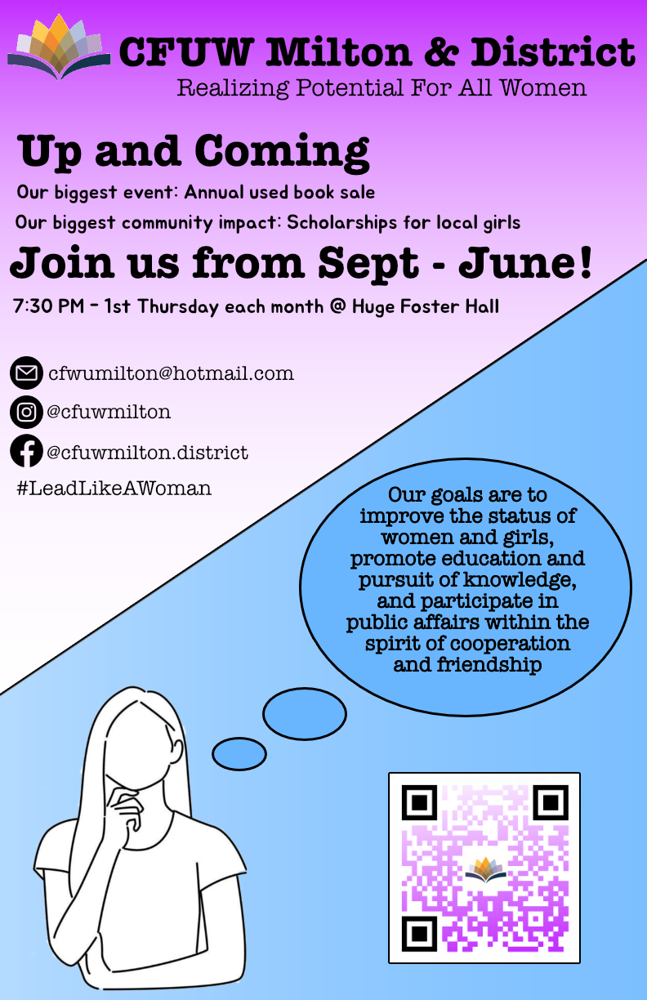 CFUW Milton & District
Realizing Potential For All Women
Up and Coming
Our biggest event: Annual used book sale
Our biggest community impact: Scholarships for local girls
Join us from Sept - June!
7:30 PM - 1st Thursday each month @ Huge Foster Hall
cfwumilton@hotmail.com
@cfuwmilton
@cfuwmilton.district
#LeadLikeAWoman
Our goals are to
improve the status of
women and girls,
promote education and
pursuit of knowledge,
and participate in
public affairs within the
spirit of cooperation
and friendship